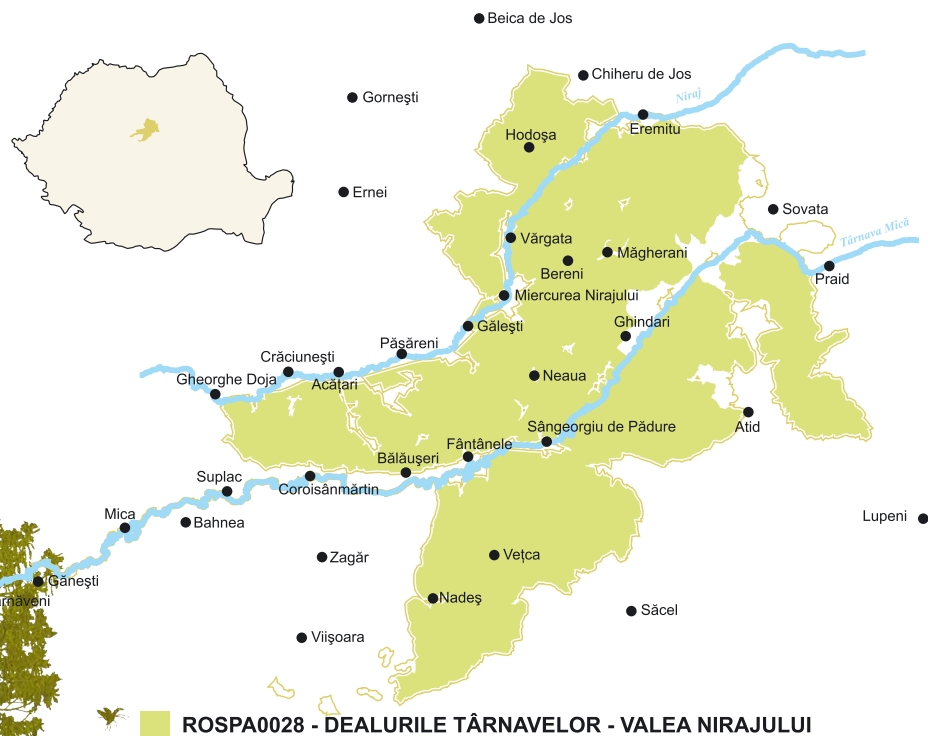 Beica de Jos
Chiheru de Jos
Gorneşti
Niraj
Eremitu
Hodoşa
Ernei
Sovata
Târnava Mică
Vărgata
Măgherani
Bereni
Praid
Miercurea Nirajului
Găleşti
Ghindari
Păsăreni
Crăciuneşti
Gheorghe Doja
Acăţari
Neaua
Atid
Sângeorgiu de Pădure
Fântânele
Bălăuşeri
Suplac
Coroisânmărtin
Mica
Bahnea
Lupeni
Zagăr
Veţca
Găneşti
rnăveni
Nadeş
Săcel
Viişoara
ROSPA0028 - DEALURILE TÂRNAVELOR - VALEA NIRAJULUI